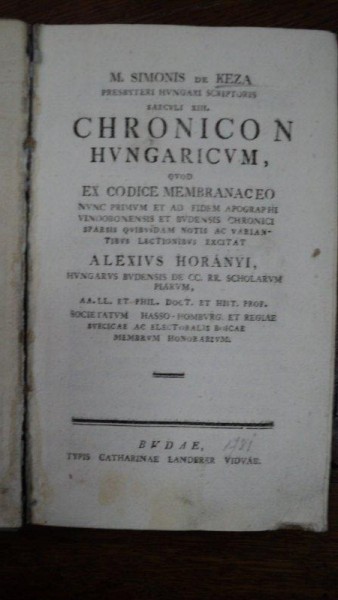 M. SIMONIS DE KEZA
PRESBYTERI HVNGARI SCRIPTORIS
SAECVLI XIII.
CHRONICON
HVNGARICVM,
QVOD
EX CODICE MEMBRANACEO
NVNC PRIMVM ET AD FIDEM APOGRAPHI
VINDOBONENSIS ET BVDENSIS CHRONICI
SPARSIS QVIBVSDAM NOTIS AC VARIAN-
TIBVS LECTIONIBVS EXCITAT
ALEXIVS HORÁNYI,
HVNGARVS BVDENSIS DE CC. RR. SCHOLARVM
PIARVM,
AA. LL. ET PHIL. DOCT. ET HIST. PROF.
SOCIETATVM HASSO-HOMBVRG. ET REGIAE
AC ELECTORALIS BOICAE
MEMBRVM HONORARIVM.
BVDAE, 1781
TYPIS CATHARINAE LANDERER VIDVAE.